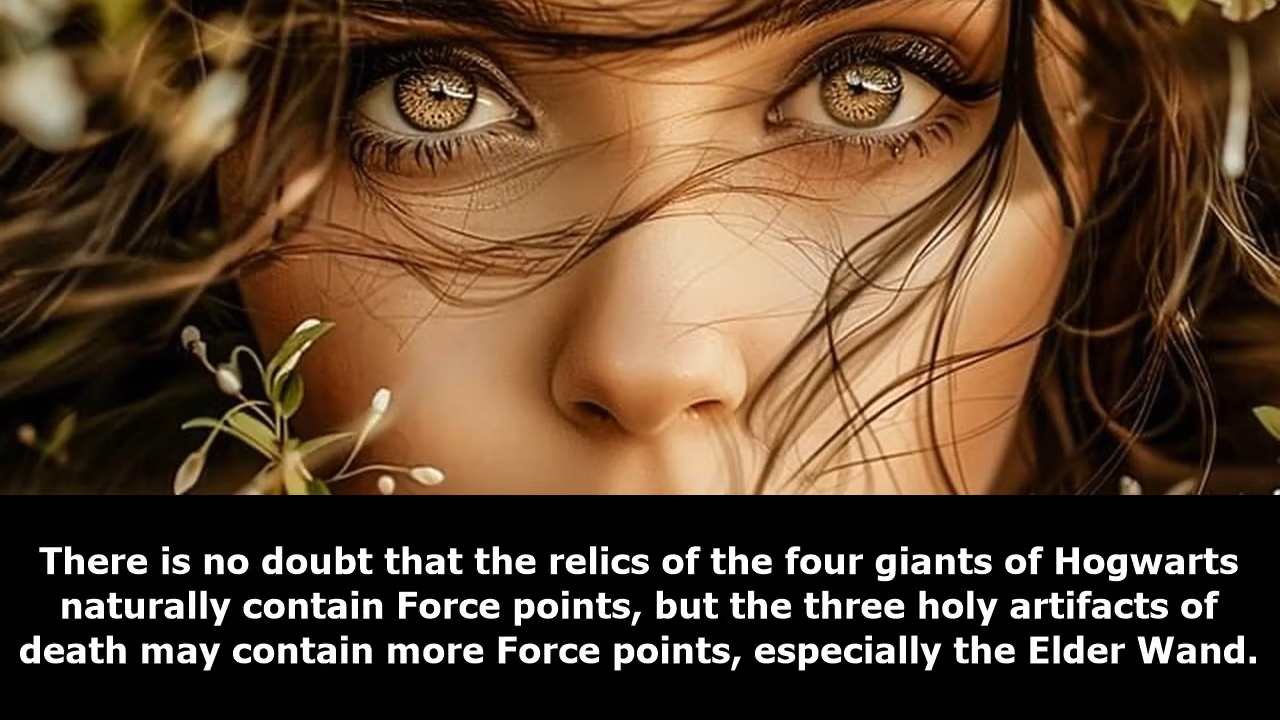 There is no doubt that the relics of the four giants of Hogwarts
naturally contain Force points, but the three holy artifacts of
death may contain more Force points, especially the Elder Wand.